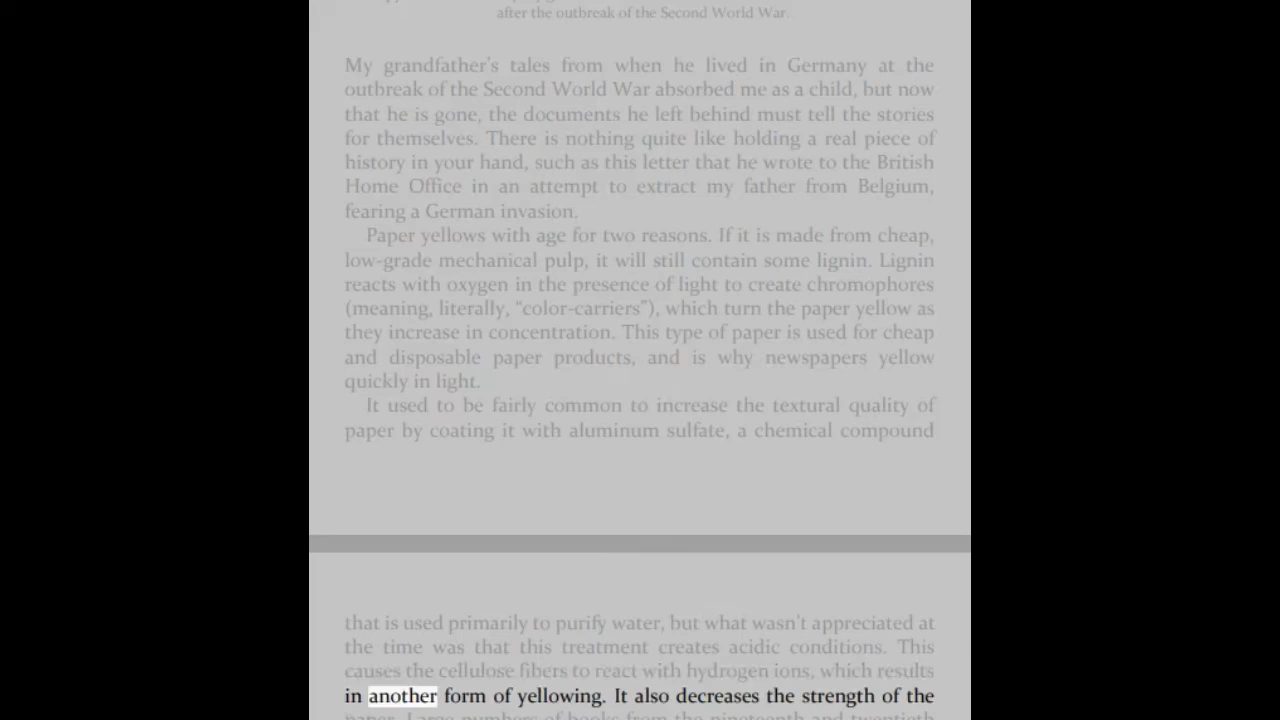 after the outbreak of the Second World War.
My grandfather's tales from when he lived in Germany at the
outbreak of the Second World War absorbed me as a child, but now
that he is gone, the documents he left behind must tell the stories
for themselves. There is nothing quite like holding a real piece of
history in your hand, such as this letter that he wrote to the British
Home Office in an attempt to extract my father from Belgium,
fearing a German invasion.
Paper yellows with age for two reasons. If it is made from cheap,
low-grade mechanical pulp, it will still contain some lignin. Lignin
reacts with oxygen in the presence of light to create chromophores
(meaning, literally, “color-carriers”), which turn the paper yellow as
they increase in concentration. This type of paper is used for cheap
and disposable paper products, and is why newspapers yellow
quickly in light.
It used to be fairly common to increase the textural quality of
paper by coating it with aluminum sulfate, a chemical compound
that is used primarily to purify water, but what wasn't appreciated at
the time was that this treatment creates acidic conditions. This
causes the cellulose fibers to react with hydrogen ions, which results
in another form of yellowing. It also decreases the strength of the
paper. Large numbers of books from the nineteenth and twentieth